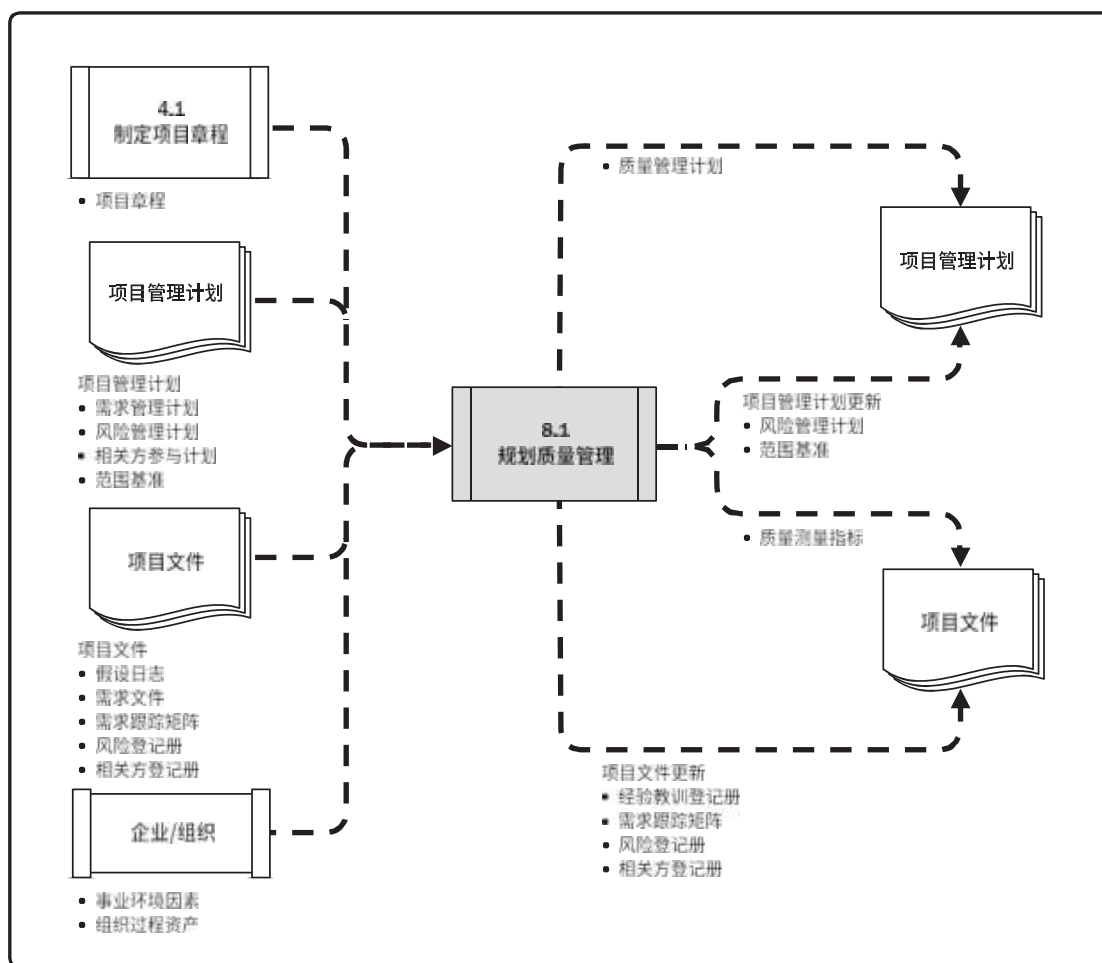 4.1
制定项目章程
• 项目章程
项目管理计划
项目管理计划
• 需求管理计划
• 风险管理计划
• 相关方参与计划
• 范围基准
项目文件
项目文件
• 假设日志
• 需求文件
• 需求跟踪矩阵
• 风险登记册
• 相关方登记册
企业/组织
• 事业环境因素
• 组织过程资产
8.1
规划质量管理
• 质量管理计划
项目管理计划
项目管理计划更新
• 风险管理计划
• 范围基准
• 质量测量指标
项目文件
项目文件更新
• 经验教训登记册
• 需求跟踪矩阵
• 风险登记册
• 相关方登记册